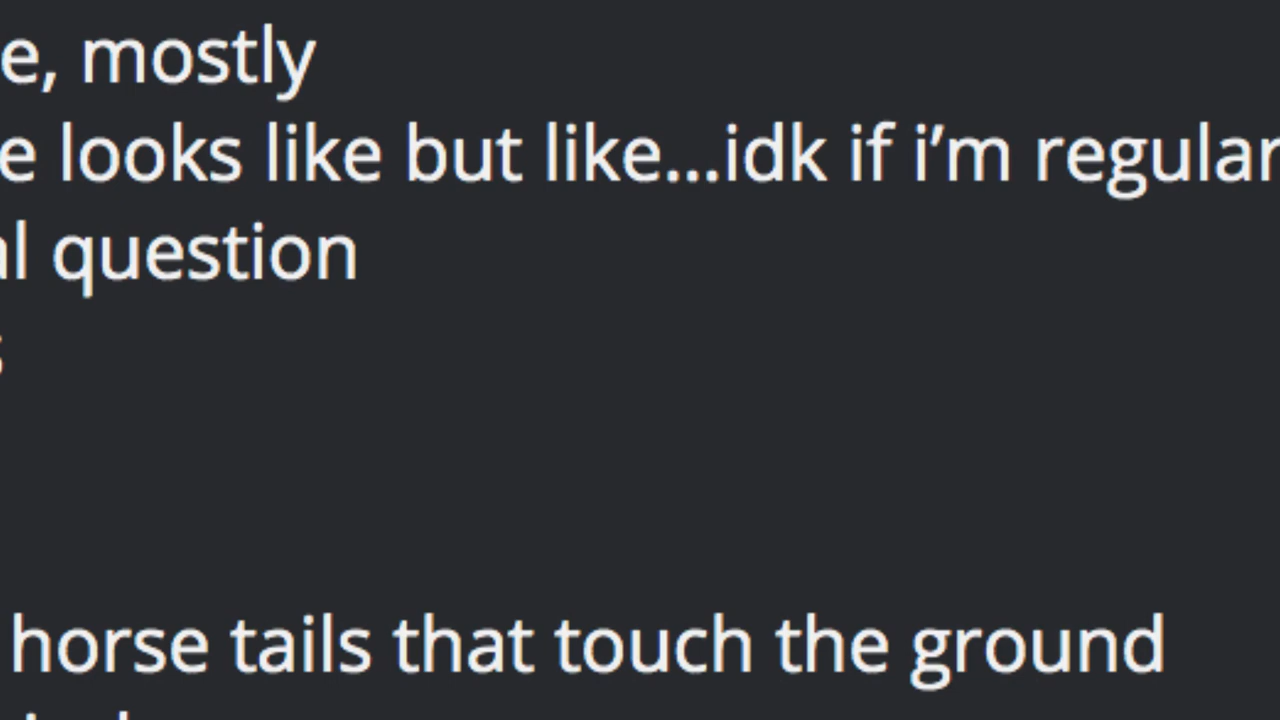 e, mostly
e looks like but like...idk if i’m regular
al question
s
horse tails that touch the ground